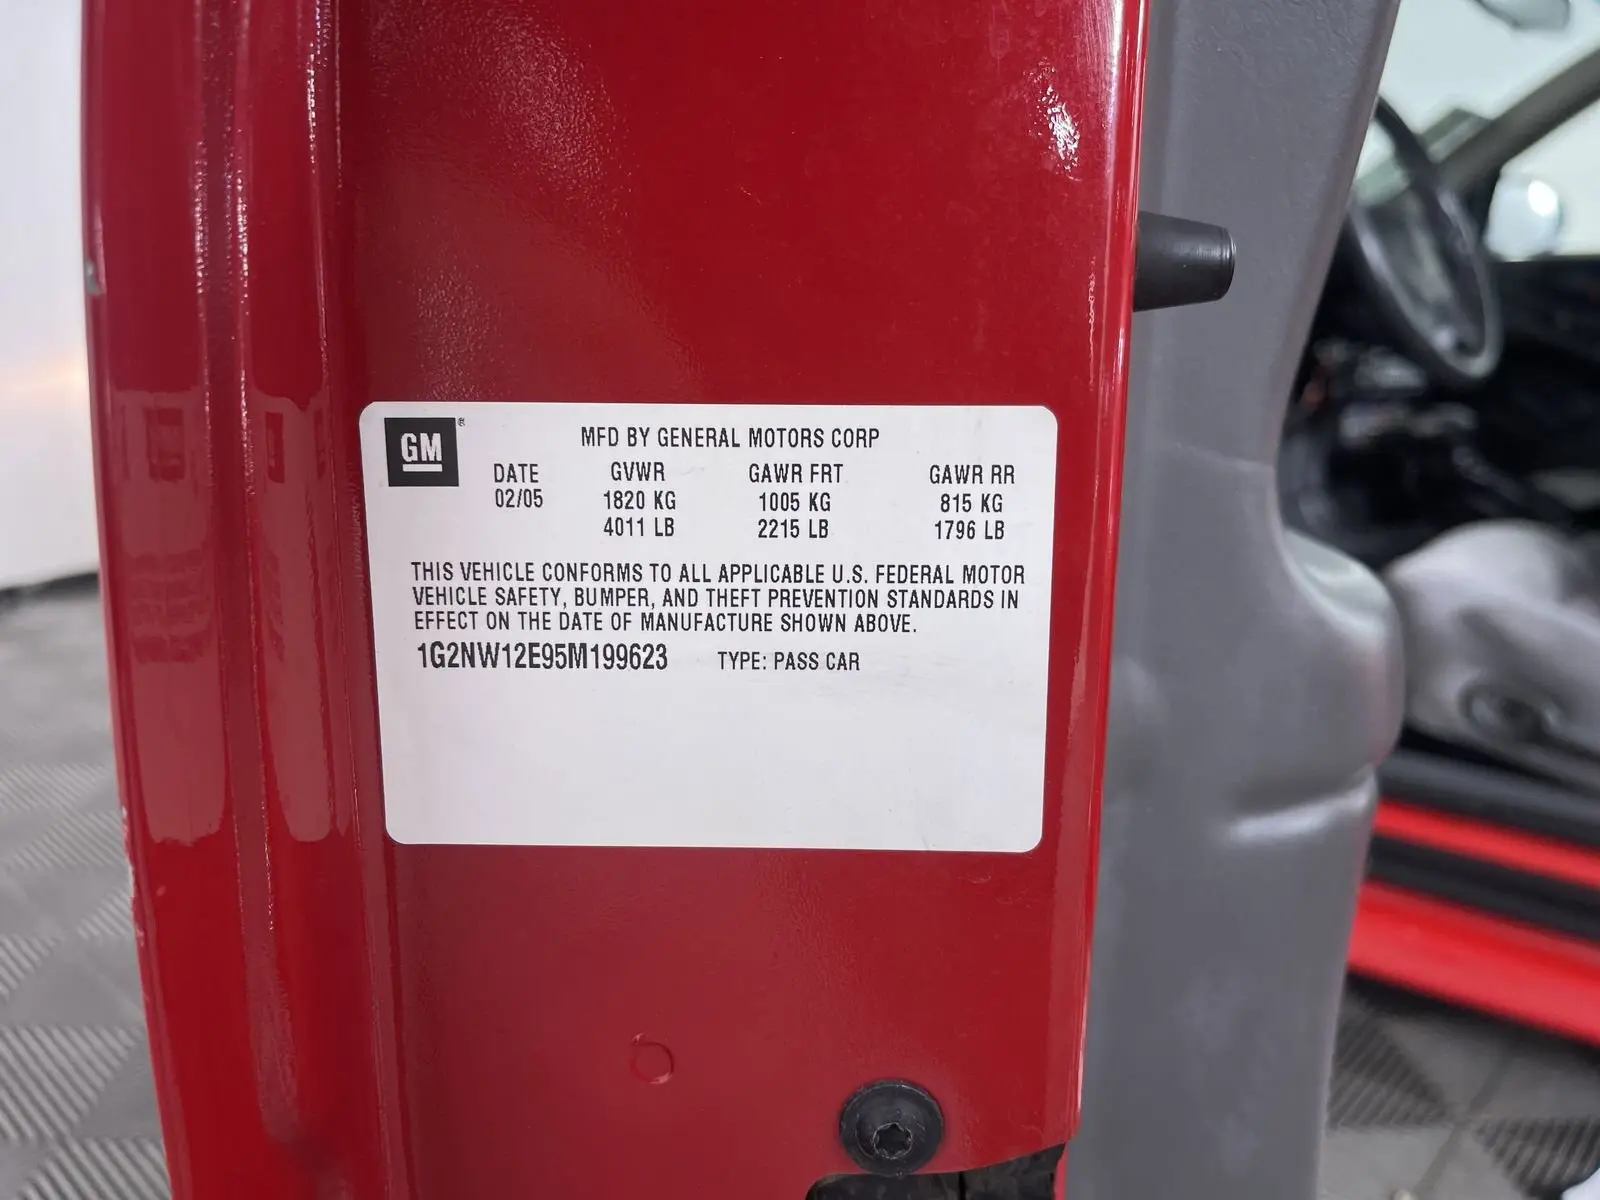 GM®
MFD BY GENERAL MOTORS CORP
DATE GVWR GAWR FRT GAWR RR
02/05 1820 KG 1005 KG 815 KG
4011 LB 2215 LB 1796 LB
THIS VEHICLE CONFORMS TO ALL APPLICABLE U.S. FEDERAL MOTOR
VEHICLE SAFETY, BUMPER, AND THEFT PREVENTION STANDARDS IN
EFFECT ON THE DATE OF MANUFACTURE SHOWN ABOVE.
1G2NW12E95M199623 TYPE: PASS CAR